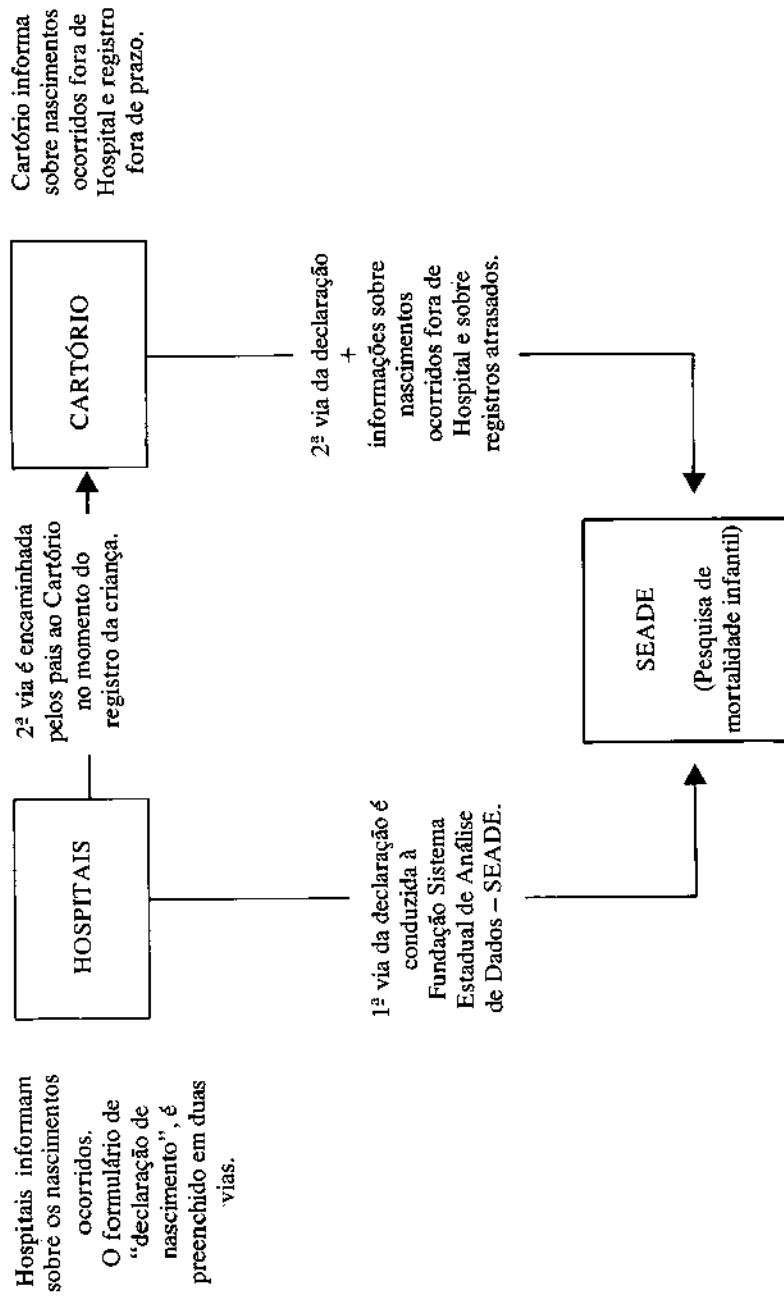 Hospitais informam
sobre os nascimentos
ocorridos.
O formulário de
“declaração de
nascimento”, é
preenchido em duas
vias.
HOSPITAIS
2ª via é encaminhada
pelos pais ao Cartório
no momento do
registro da criança.
CARTÓRIO
Cartório informa
sobre nascimentos
ocorridos fora de
Hospital e registro
fora de prazo.
1ª via da declaração é
conduzida à
Fundação Sistema
Estadual de Análise
de Dados – SEADE.
2ª via da declaração
+
informações sobre
nascimentos
ocorridos fora de
Hospital e sobre
registros atrasados.
SEADE
(Pesquisa de
mortalidade infantil)